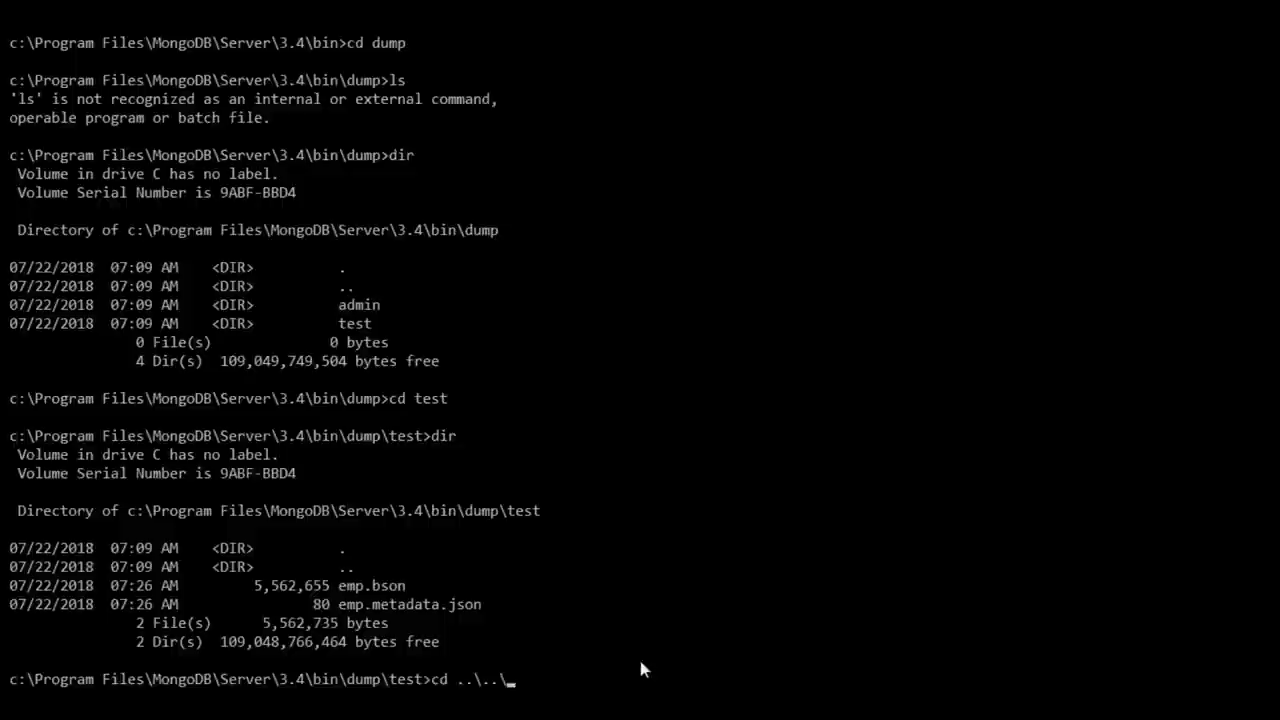 c:\Program Files\MongoDB\Server\3.4\bin>cd dump
c:\Program Files\MongoDB\Server\3.4\bin\dump>ls
'ls' is not recognized as an internal or external command,
operable program or batch file.
c:\Program Files\MongoDB\Server\3.4\bin\dump>dir
 Volume in drive C has no label.
 Volume Serial Number is 9ABF-BBD4
 Directory of c:\Program Files\MongoDB\Server\3.4\bin\dump
07/22/2018  07:09 AM    <DIR>          .
07/22/2018  07:09 AM    <DIR>          ..
07/22/2018  07:09 AM    <DIR>          admin
07/22/2018  07:09 AM    <DIR>          test
               0 File(s)              0 bytes
               4 Dir(s)  109,049,749,504 bytes free
c:\Program Files\MongoDB\Server\3.4\bin\dump>cd test
c:\Program Files\MongoDB\Server\3.4\bin\dump\test>dir
 Volume in drive C has no label.
 Volume Serial Number is 9ABF-BBD4
 Directory of c:\Program Files\MongoDB\Server\3.4\bin\dump\test
07/22/2018  07:09 AM    <DIR>          .
07/22/2018  07:09 AM    <DIR>          ..
07/22/2018  07:26 AM         5,562,655 emp.bson
07/22/2018  07:26 AM                80 emp.metadata.json
               2 File(s)      5,562,735 bytes
               2 Dir(s)  109,048,766,464 bytes free
c:\Program Files\MongoDB\Server\3.4\bin\dump\test>cd ..\..\_